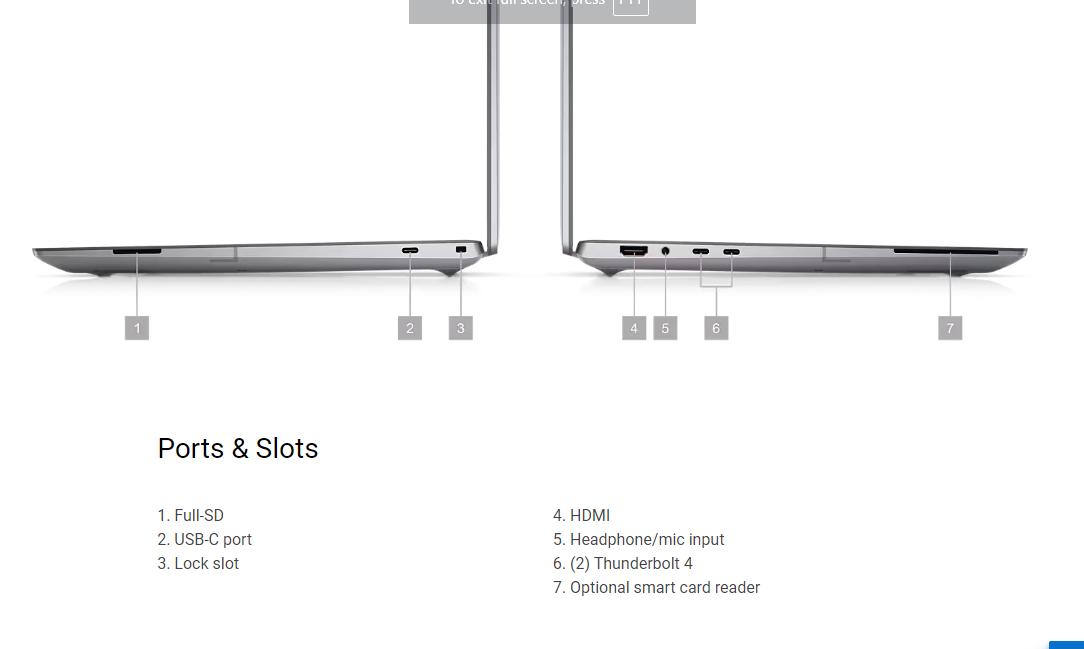 To exit full screen, press F11
1
2
3
4
5
6
7
Ports & Slots
1. Full-SD
2. USB-C port
3. Lock slot
4. HDMI
5. Headphone/mic input
6. (2) Thunderbolt 4
7. Optional smart card reader